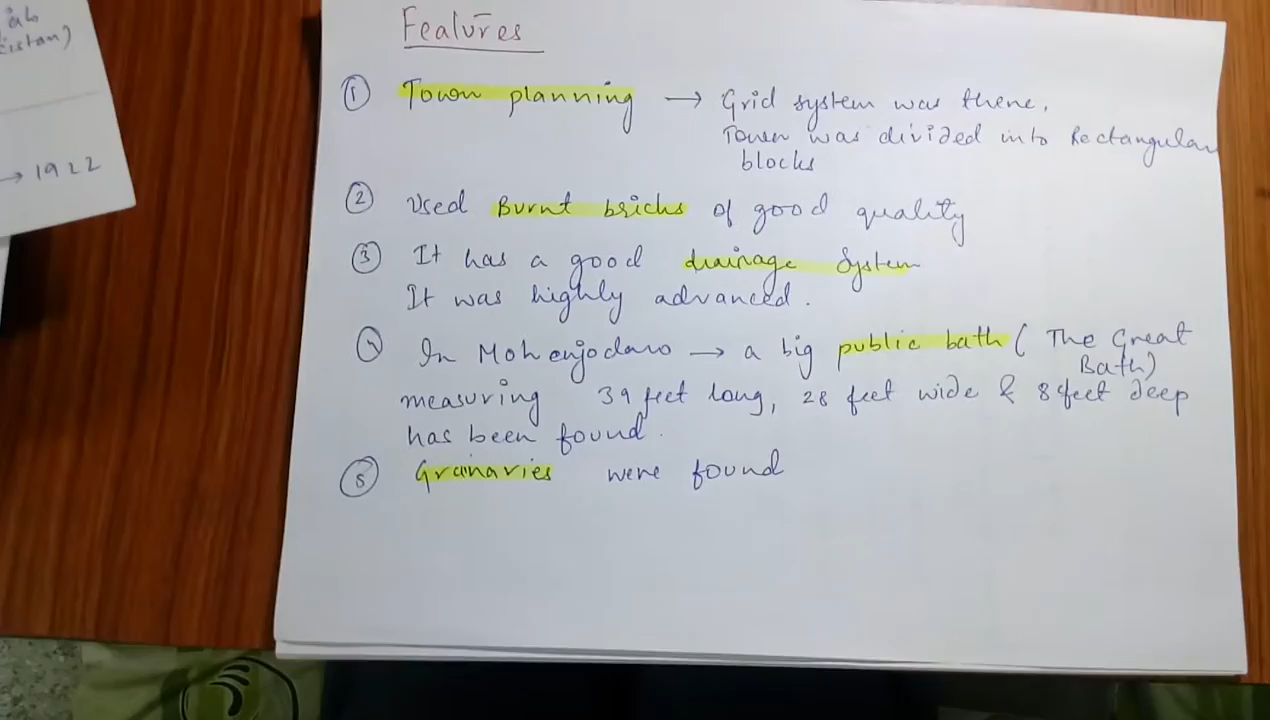 Features
① Town planning → Grid system was there.
Town was divided into Rectangular
blocks
② Used Burnt bricks of good quality
③ It has a good drainage System
It was highly advanced.
④ In Mohenjodaro → a big public bath ( The Great
Bath)
measuring 39 feet long, 28 feet wide & 8 feet deep
has been found.
⑤ Granaries were found
→ 1922